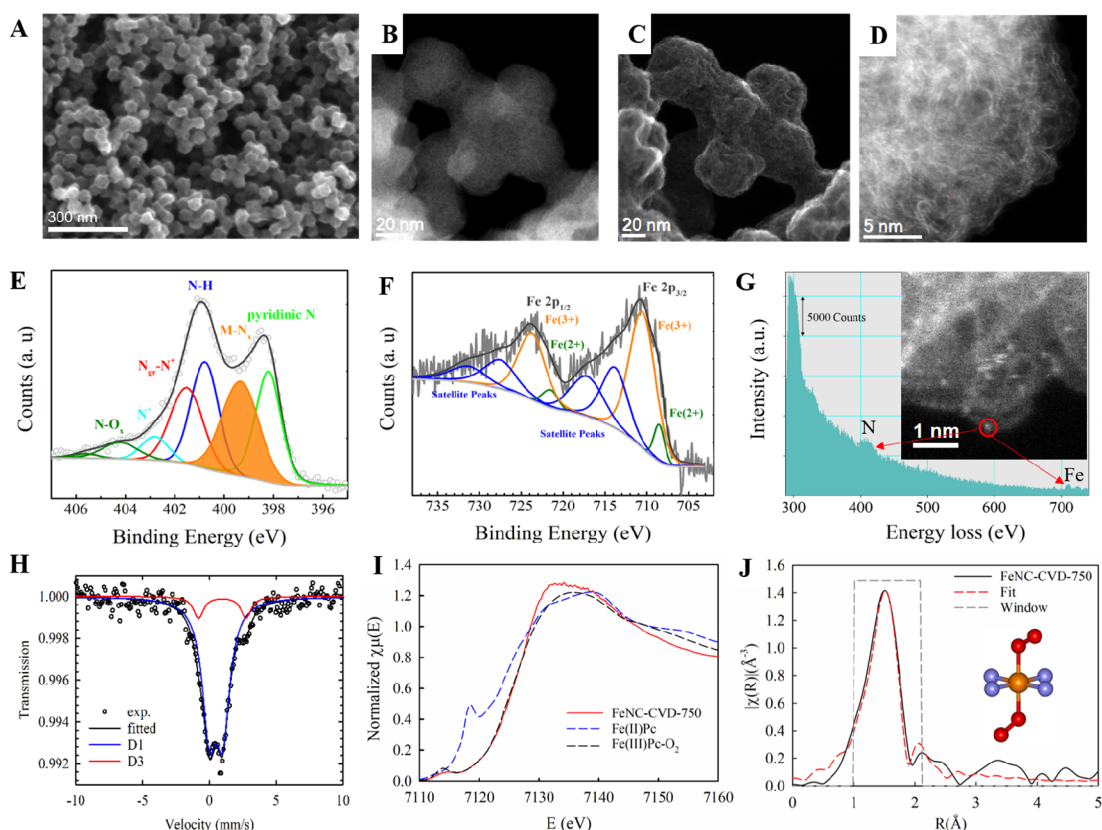 A
300 nm
B
20 nm
C
20 nm
D
5 nm
E
N-H
M-Nx
pyridinic N
Ngr-N+
N+
N-Ox
Counts (a. u)
406 404 402 400 398 396
Binding Energy (eV)
F
Fe 2p1/2
Fe 2p3/2
Fe(3+)
Fe(3+)
Fe(2+)
Fe(2+)
Satellite Peaks
Satellite Peaks
Counts (a. u)
735 730 725 720 715 710 705
Binding Energy (eV)
G
5000 Counts
N
1 nm
Fe
Intensity (a.u.)
300 400 500 600 700
Energy loss (eV)
H
1.000
0.998
0.996
0.994
0.992
Transmission
exp.
fitted
D1
D3
-10 -5 0 5 10
Velocity (mm/s)
I
1.4
1.2
1.0
0.8
0.6
0.4
0.2
0.0
Normalized χμ(E)
FeNC-CVD-750
Fe(II)Pc
Fe(III)Pc-O2
7110 7120 7130 7140 7150 7160
E (eV)
J
1.6
1.4
1.2
1.0
0.8
0.6
0.4
0.2
0.0
|χ(R)|(Å-3)
FeNC-CVD-750
Fit
Window
0 1 2 3 4 5
R(Å)